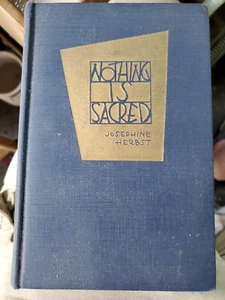 NOTHING
IS
SACRED
JOSEPHINE
HERBST